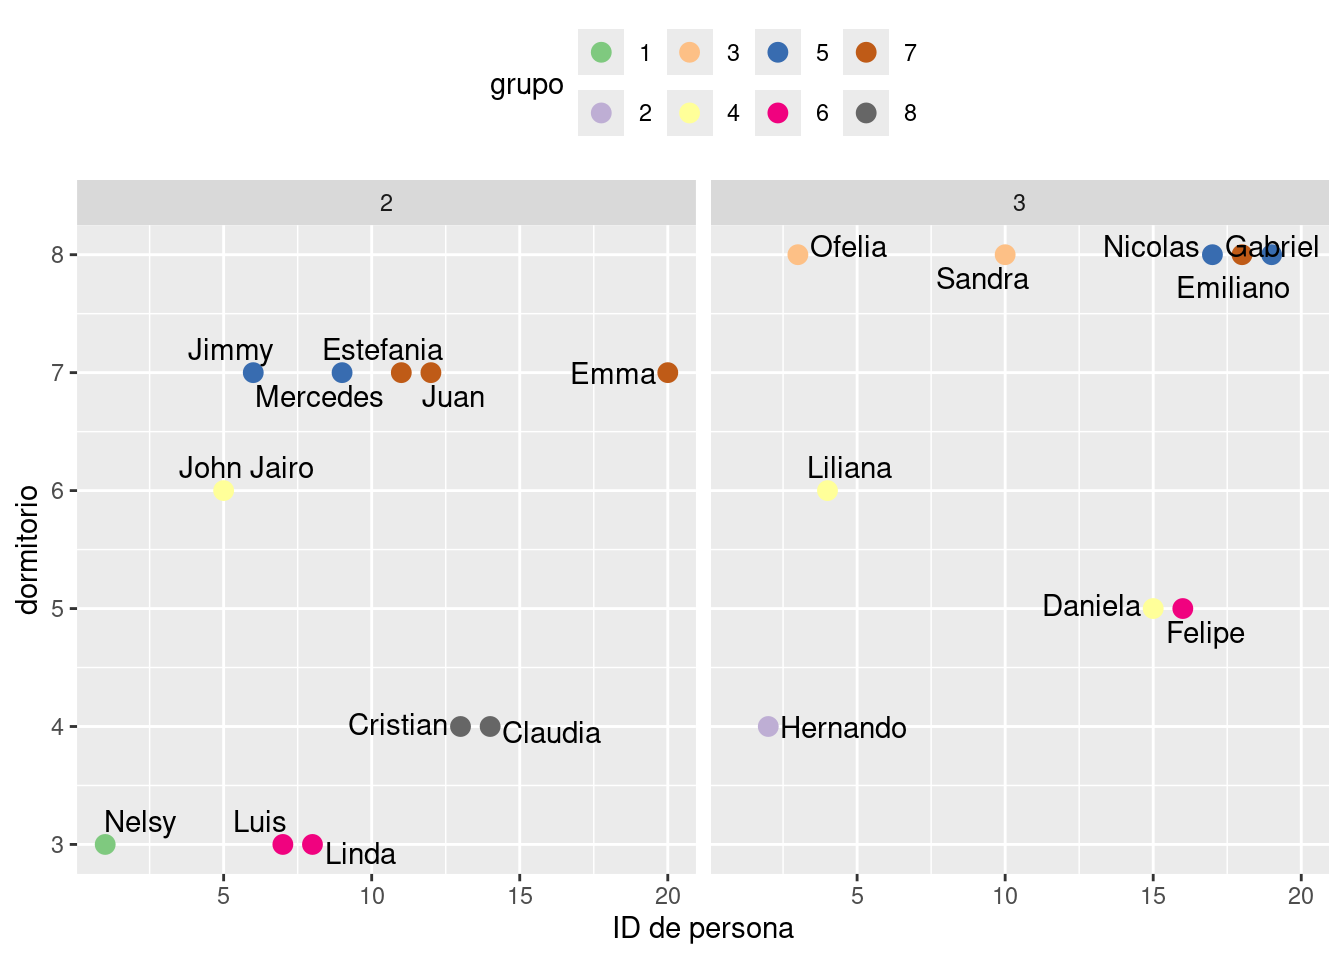 grupo
1 3 5 7
2 4 6 8
2 3
8
7
6
5
4
3
dormitorio
Ofelia
Sandra
Nicolas
Gabriel
Emiliano
Jimmy
Estefania
Mercedes
Juan
Emma
John Jairo
Liliana
Daniela
Felipe
Cristian
Claudia
Hernando
Nelsy
Luis
Linda
5 10 15 20 5 10 15 20
ID de persona